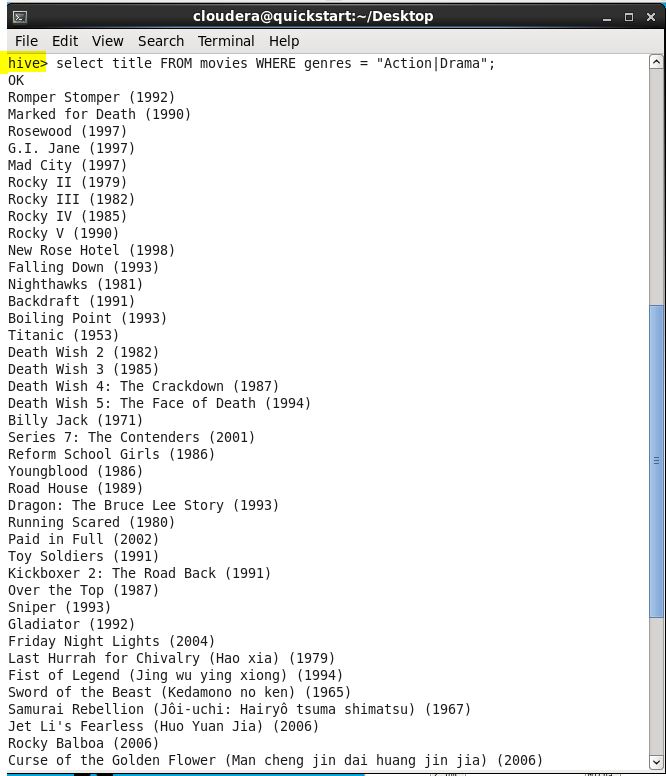 cloudera@quickstart:~/Desktop
File Edit View Search Terminal Help
hive> select title FROM movies WHERE genres = "Action|Drama";
OK
Romper Stomper (1992)
Marked for Death (1990)
Rosewood (1997)
G.I. Jane (1997)
Mad City (1997)
Rocky II (1979)
Rocky III (1982)
Rocky IV (1985)
Rocky V (1990)
New Rose Hotel (1998)
Falling Down (1993)
Nighthawks (1981)
Backdraft (1991)
Boiling Point (1993)
Titanic (1953)
Death Wish 2 (1982)
Death Wish 3 (1985)
Death Wish 4: The Crackdown (1987)
Death Wish 5: The Face of Death (1994)
Billy Jack (1971)
Series 7: The Contenders (2001)
Reform School Girls (1986)
Youngblood (1986)
Road House (1989)
Dragon: The Bruce Lee Story (1993)
Running Scared (1980)
Paid in Full (2002)
Toy Soldiers (1991)
Kickboxer 2: The Road Back (1991)
Over the Top (1987)
Sniper (1993)
Gladiator (1992)
Friday Night Lights (2004)
Last Hurrah for Chivalry (Hao xia) (1979)
Fist of Legend (Jing wu ying xiong) (1994)
Sword of the Beast (Kedamono no ken) (1965)
Samurai Rebellion (Jôi-uchi: Hairyô tsuma shimatsu) (1967)
Jet Li's Fearless (Huo Yuan Jia) (2006)
Rocky Balboa (2006)
Curse of the Golden Flower (Man cheng jin dai huang jin jia) (2006)